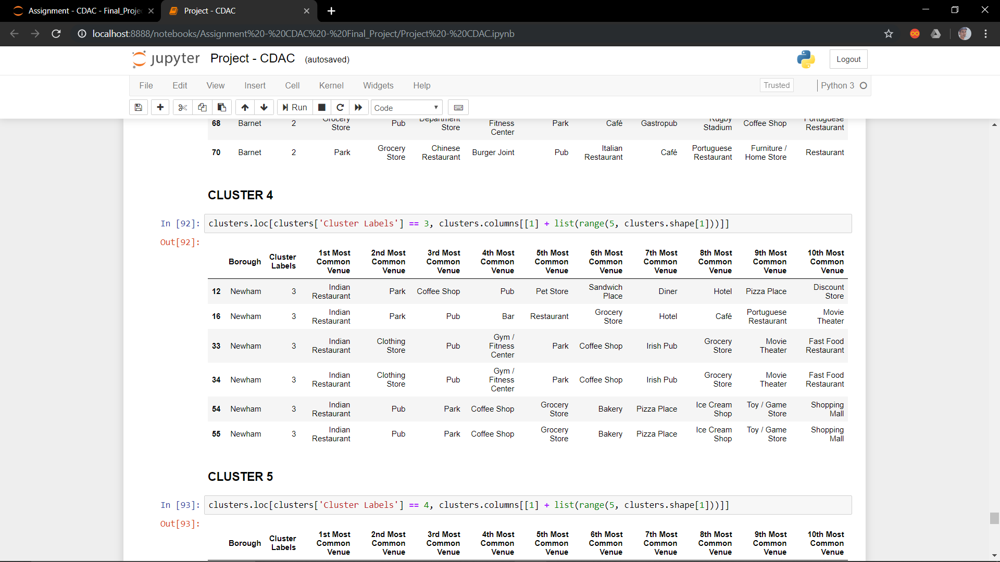 Assignment - CDAC - Final_Proje
Project - CDAC
localhost:8888/notebooks/Assignment%20-%20CDAC%20-%20Final_Project/Project%20-%20CDAC.ipynb
jupyter Project - CDAC (autosaved)
Logout
File Edit View Insert Cell Kernel Widgets Help
Trusted
Python 3
Run
Code
68 Barnet 2 Grocery Store Pub Department Store Fitness Center Park Café Gastropub Rugby Stadium Coffee Shop Portuguese Restaurant
70 Barnet 2 Park Grocery Store Chinese Restaurant Burger Joint Pub Italian Restaurant Café Portuguese Restaurant Furniture / Home Store Restaurant
CLUSTER 4
In [92]: clusters.loc[clusters['Cluster Labels'] == 3, clusters.columns[[1] + list(range(5, clusters.shape[1]))]]
Out[92]:
Borough Cluster Labels 1st Most Common Venue 2nd Most Common Venue 3rd Most Common Venue 4th Most Common Venue 5th Most Common Venue 6th Most Common Venue 7th Most Common Venue 8th Most Common Venue 9th Most Common Venue 10th Most Common Venue
12 Newham 3 Indian Restaurant Park Coffee Shop Pub Pet Store Sandwich Place Diner Hotel Pizza Place Discount Store
16 Newham 3 Indian Restaurant Park Pub Bar Restaurant Grocery Store Hotel Café Portuguese Restaurant Movie Theater
33 Newham 3 Indian Restaurant Clothing Store Pub Gym / Fitness Center Park Coffee Shop Irish Pub Grocery Store Movie Theater Fast Food Restaurant
34 Newham 3 Indian Restaurant Clothing Store Pub Gym / Fitness Center Park Coffee Shop Irish Pub Grocery Store Movie Theater Fast Food Restaurant
54 Newham 3 Indian Restaurant Pub Park Coffee Shop Grocery Store Bakery Pizza Place Ice Cream Shop Toy / Game Store Shopping Mall
55 Newham 3 Indian Restaurant Pub Park Coffee Shop Grocery Store Bakery Pizza Place Ice Cream Shop Toy / Game Store Shopping Mall
CLUSTER 5
In [93]: clusters.loc[clusters['Cluster Labels'] == 4, clusters.columns[[1] + list(range(5, clusters.shape[1]))]]
Out[93]:
Borough Cluster Labels 1st Most Common Venue 2nd Most Common Venue 3rd Most Common Venue 4th Most Common Venue 5th Most Common Venue 6th Most Common Venue 7th Most Common Venue 8th Most Common Venue 9th Most Common Venue 10th Most Common Venue